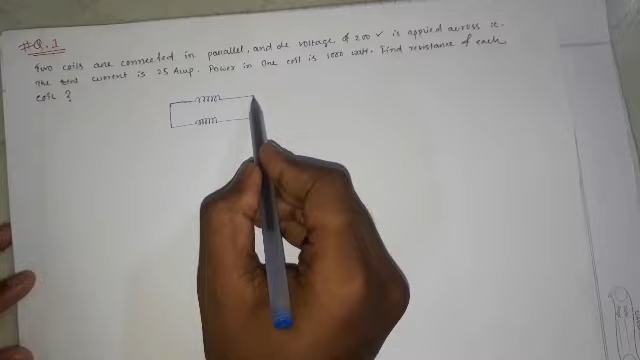 #Q.1
Two coils are connected in parallel, and dc voltage of 200 v is applied across it.
The total current is 25 Amp. Power in One coil is 1000 watt. Find resistance of each
coil ?